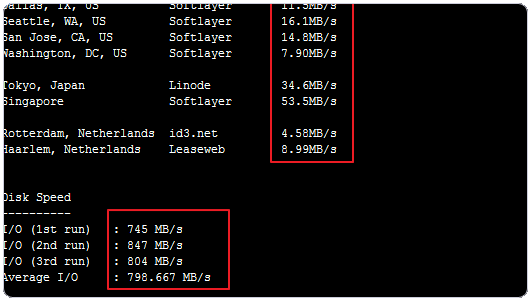 Dallas, TX, US Softlayer 11.5MB/s
Seattle, WA, US Softlayer 16.1MB/s
San Jose, CA, US Softlayer 14.8MB/s
Washington, DC, US Softlayer 7.90MB/s
Tokyo, Japan Linode 34.6MB/s
Singapore Softlayer 53.5MB/s
Rotterdam, Netherlands id3.net 4.58MB/s
Haarlem, Netherlands Leaseweb 8.99MB/s
Disk Speed
----------
I/O (1st run) : 745 MB/s
I/O (2nd run) : 847 MB/s
I/O (3rd run) : 804 MB/s
Average I/O : 798.667 MB/s